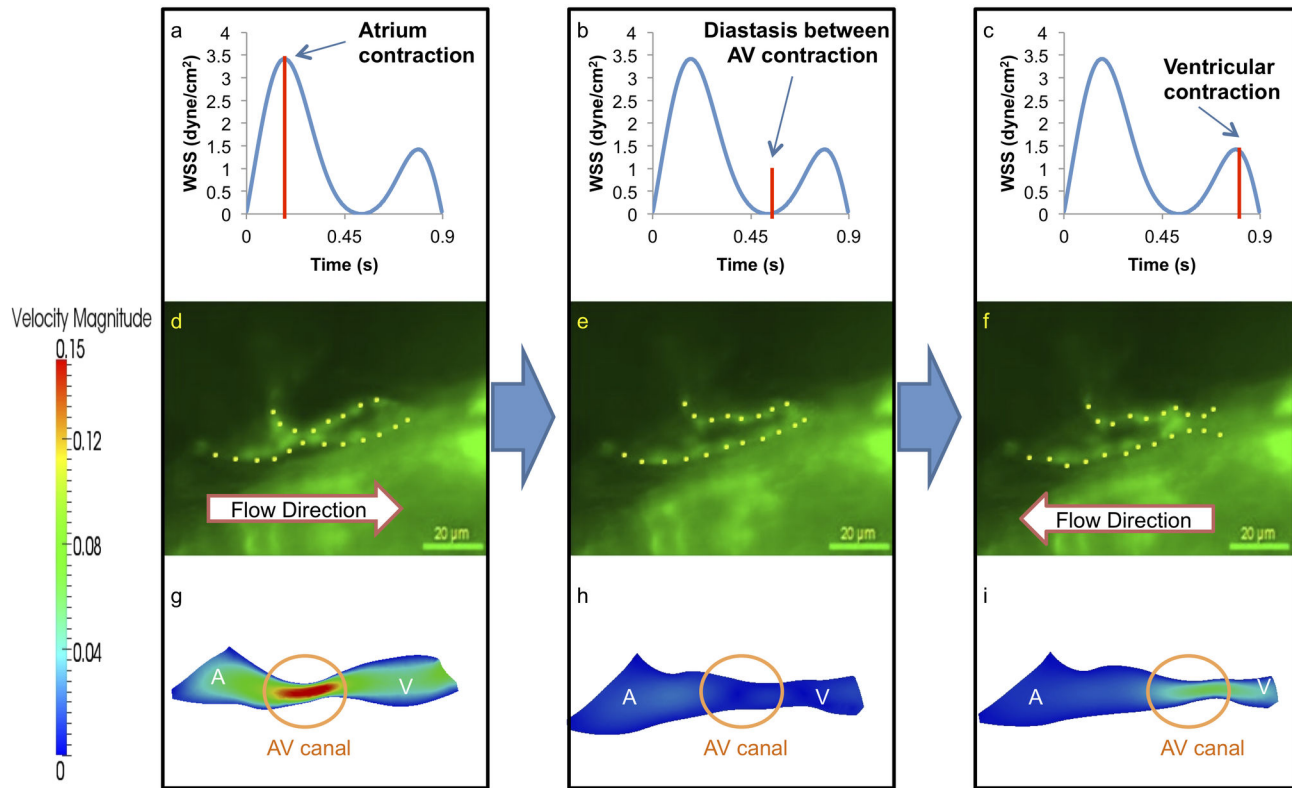 a
Atrium
contraction
WSS (dyne/cm²)
4
3.5
3
2.5
2
1.5
1
0.5
0
0
0.45
0.9
Time (s)
b
Diastasis between
AV contraction
WSS (dyne/cm²)
4
3.5
3
2.5
2
1.5
1
0.5
0
0
0.45
0.9
Time (s)
c
Ventricular
contraction
WSS (dyne/cm²)
4
3.5
3
2.5
2
1.5
1
0.5
0
0
0.45
0.9
Time (s)
Velocity Magnitude
0.15
0.12
0.08
0.04
0
d
Flow Direction
20 µm
e
20 µm
f
Flow Direction
20 µm
g
A
V
AV canal
h
A
V
AV canal
i
A
V
AV canal